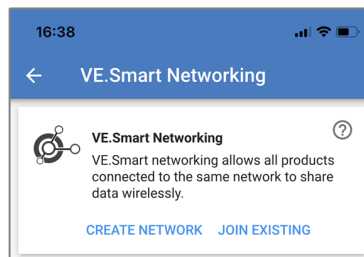 16:38
VE.Smart Networking
VE.Smart Networking
VE.Smart networking allows all products
connected to the same network to share
data wirelessly.
CREATE NETWORK JOIN EXISTING